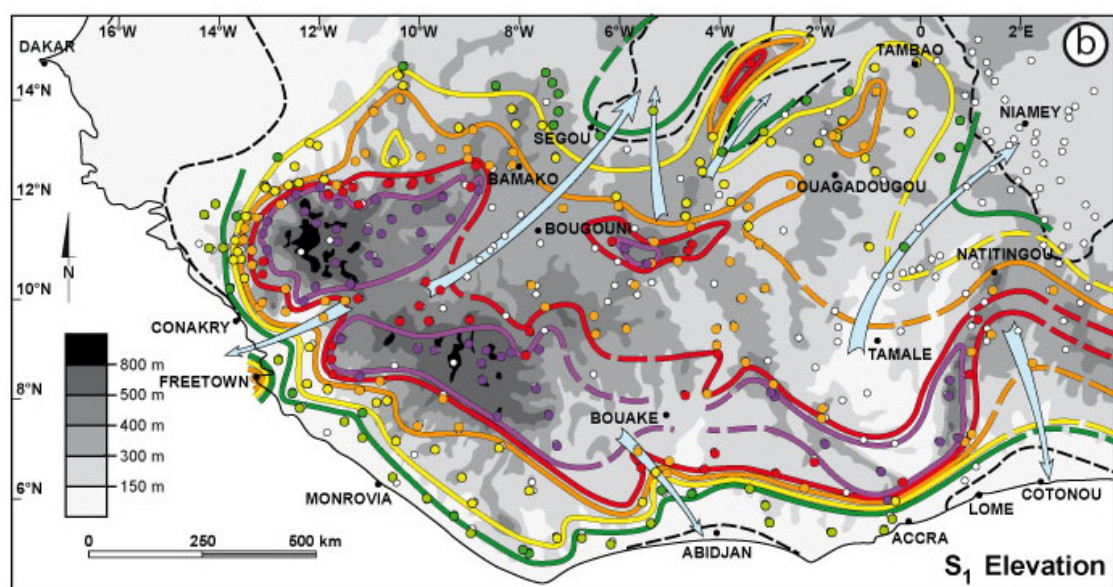 16°W 14°W 12°W 10°W 8°W 6°W 4°W 2°W 0° 2°E
b
DAKAR
TAMBAO
14°N
NIAMEY
SEGOU
12°N
BAMAKO
OUAGADOUGOU
BOUGOUNI
N
NATITINGOU
10°N
CONAKRY
TAMALE
800 m
8°N
FREETOWN
500 m
400 m
BOUAKE
300 m
150 m
6°N
MONROVIA
COTONOU
LOME
ACCRA
ABIDJAN
0 250 500 km
S₁ Elevation